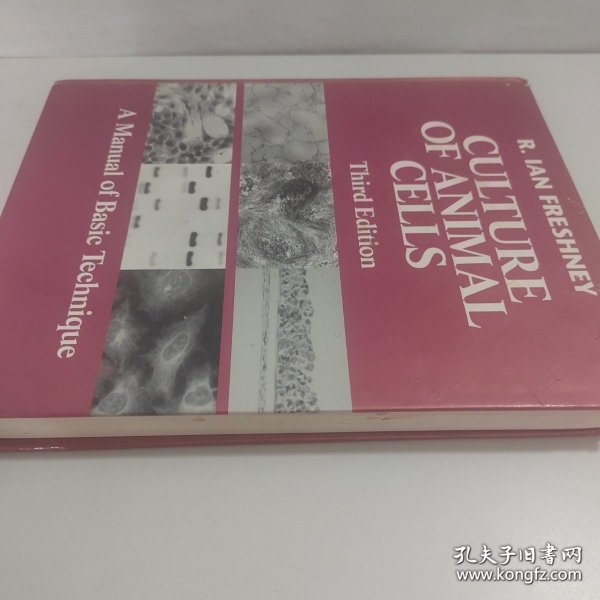 R. IAN FRESHNEY
CULTURE
OF ANIMAL
CELLS
Third Edition
A Manual of Basic Technique
孔夫子旧书网
www.kongfz.com